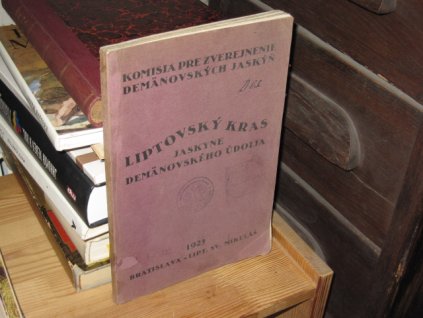 KOMISIA PRE ZVEREJNENIE
DEMÄNOVSKÝCH JASKÝŇ
LIPTOVSKÝ KRAS
JASKYNE
DEMÄNOVSKÉHO ÚDOLIA
1925
BRATISLAVA - LIPT. SV. MIKULÁŠ